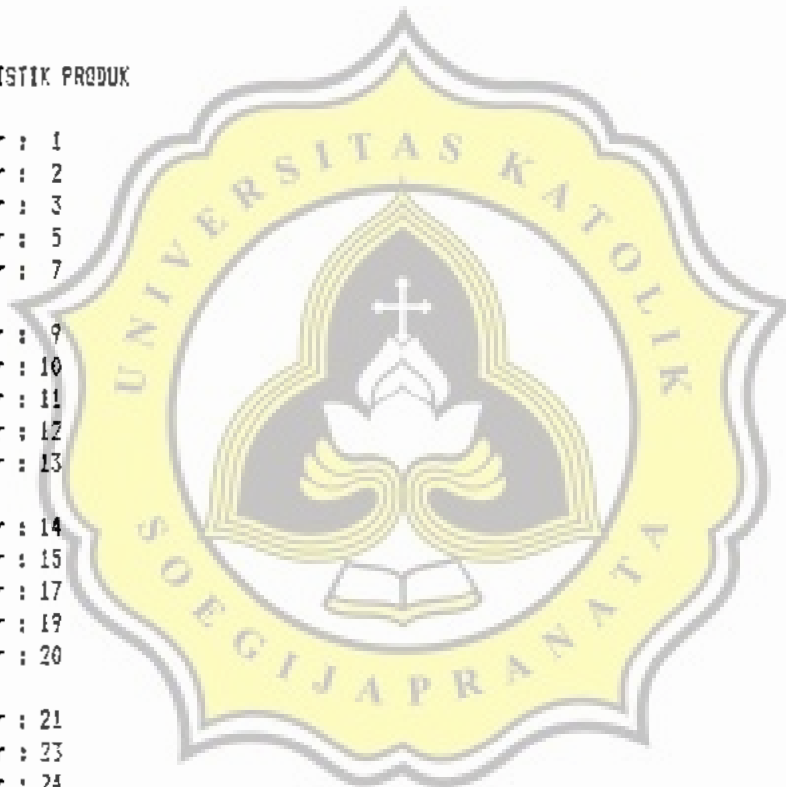 ISTIK PRODUK
r : 1
r : 2
r : 3
r : 5
r : 7
r : 9
r : 10
r : 11
r : 12
r : 13
r : 14
r : 15
r : 17
r : 19
r : 20
r : 21
r : 23
r : 24
UNIVERSITAS KATOLIK
SOEGIJAPRANATA